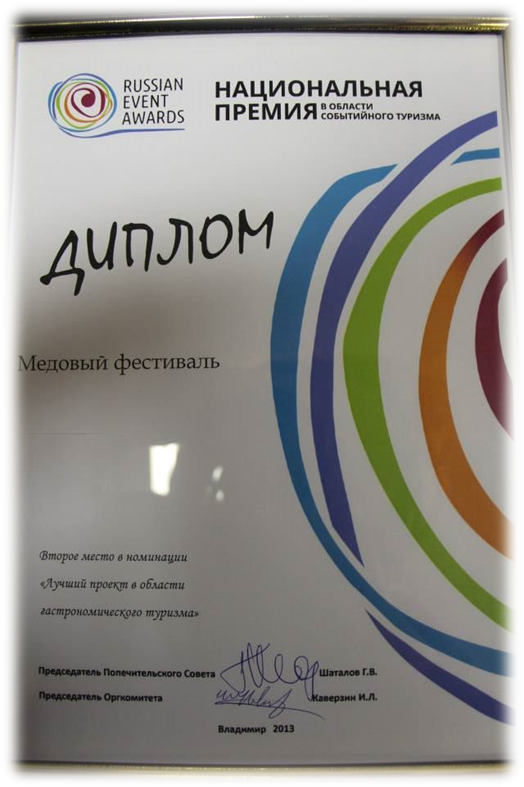 RUSSIAN
EVENT
AWARDS
НАЦИОНАЛЬНАЯ
ПРЕМИЯ В ОБЛАСТИ
СОБЫТИЙНОГО ТУРИЗМА
ДИПЛОМ
Медовый фестиваль
Второе место в номинации
«Лучший проект в области
гастрономического туризма»
Председатель Попечительского Совета Шаталов Г.В.
Председатель Оргкомитета Каверзин И.Л.
Владимир 2013